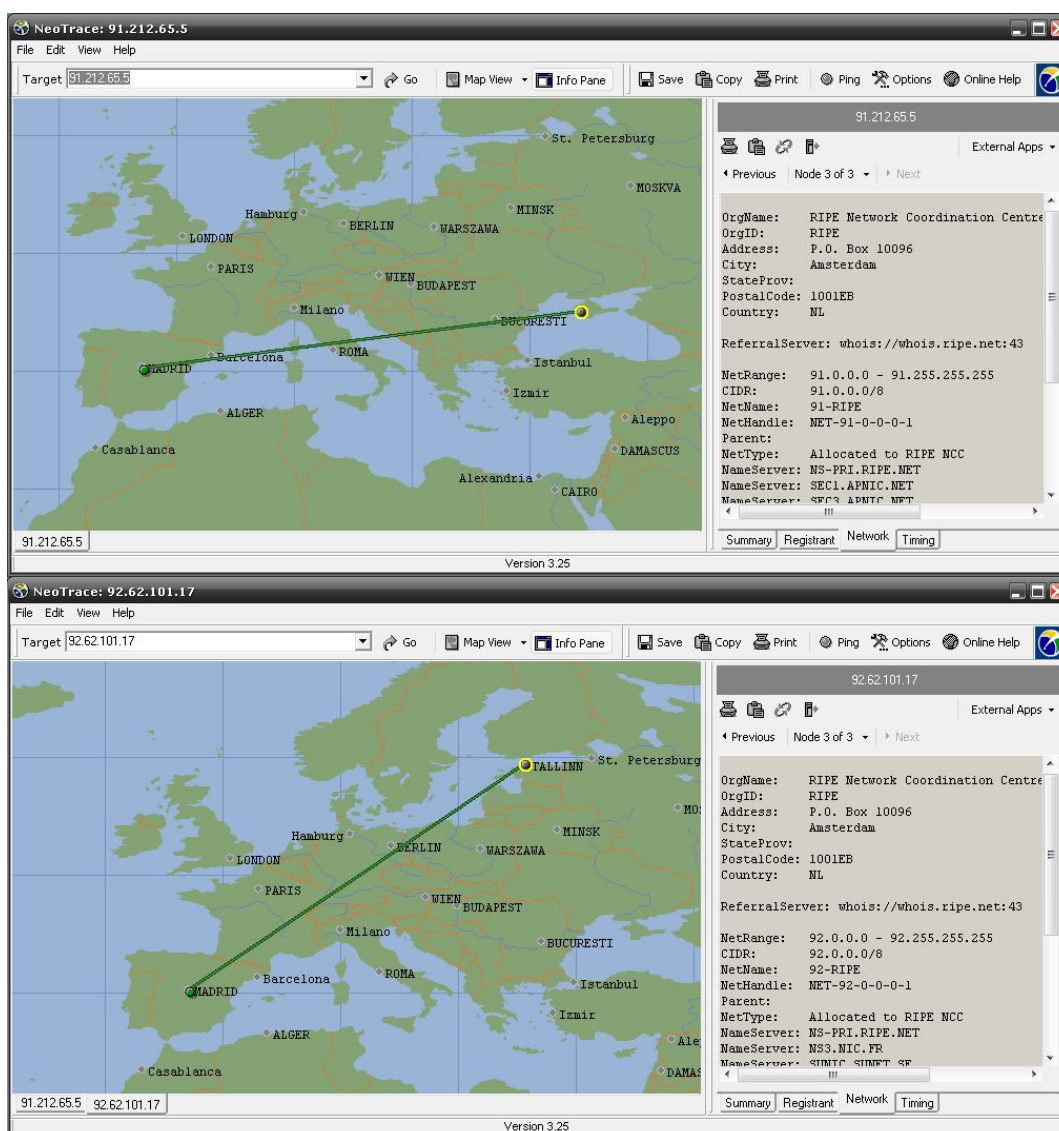 NeoTrace: 91.212.65.5
File Edit View Help
Target 91.212.65.5 Go Map View Info Pane Save Copy Print Ping Options Online Help
St. Petersburg
MOSKVA
Hamburg
BERLIN
MINSK
WARSZAWA
LONDON
PARIS
WIEN
BUDAPEST
Milano
BUCURESTI
Barcelona
ROMA
MADRID
Istanbul
Izmir
ALGER
Aleppo
Casablanca
DAMASCUS
Alexandria
CAIRO
91.212.65.5
91.212.65.5
External Apps
Previous Node 3 of 3 Next
OrgName: RIPE Network Coordination Centre
OrgID: RIPE
Address: P.O. Box 10096
City: Amsterdam
StateProv:
PostalCode: 1001EB
Country: NL
ReferralServer: whois://whois.ripe.net:43
NetRange: 91.0.0.0 - 91.255.255.255
CIDR: 91.0.0.0/8
NetName: 91-RIPE
NetHandle: NET-91-0-0-0-1
Parent:
NetType: Allocated to RIPE NCC
NameServer: NS-PRI.RIPE.NET
NameServer: SEC1.APNIC.NET
NameServer: SEC3.APNIC.NET
Summary Registrant Network Timing
Version 3.25
NeoTrace: 92.62.101.17
File Edit View Help
Target 92.62.101.17 Go Map View Info Pane Save Copy Print Ping Options Online Help
TALLINN
St. Petersburg
MO
Hamburg
BERLIN
MINSK
WARSZAWA
LONDON
PARIS
WIEN
BUDAPEST
Milano
BUCURESTI
Barcelona
ROMA
MADRID
Istanbul
Izmir
ALGER
Ale
Casablanca
DAMAS
91.212.65.5 92.62.101.17
92.62.101.17
External Apps
Previous Node 3 of 3 Next
OrgName: RIPE Network Coordination Centre
OrgID: RIPE
Address: P.O. Box 10096
City: Amsterdam
StateProv:
PostalCode: 1001EB
Country: NL
ReferralServer: whois://whois.ripe.net:43
NetRange: 92.0.0.0 - 92.255.255.255
CIDR: 92.0.0.0/8
NetName: 92-RIPE
NetHandle: NET-92-0-0-0-1
Parent:
NetType: Allocated to RIPE NCC
NameServer: NS-PRI.RIPE.NET
NameServer: NS3.NIC.FR
NameServer: SUNIC.SUNET.SE
Summary Registrant Network Timing
Version 3.25